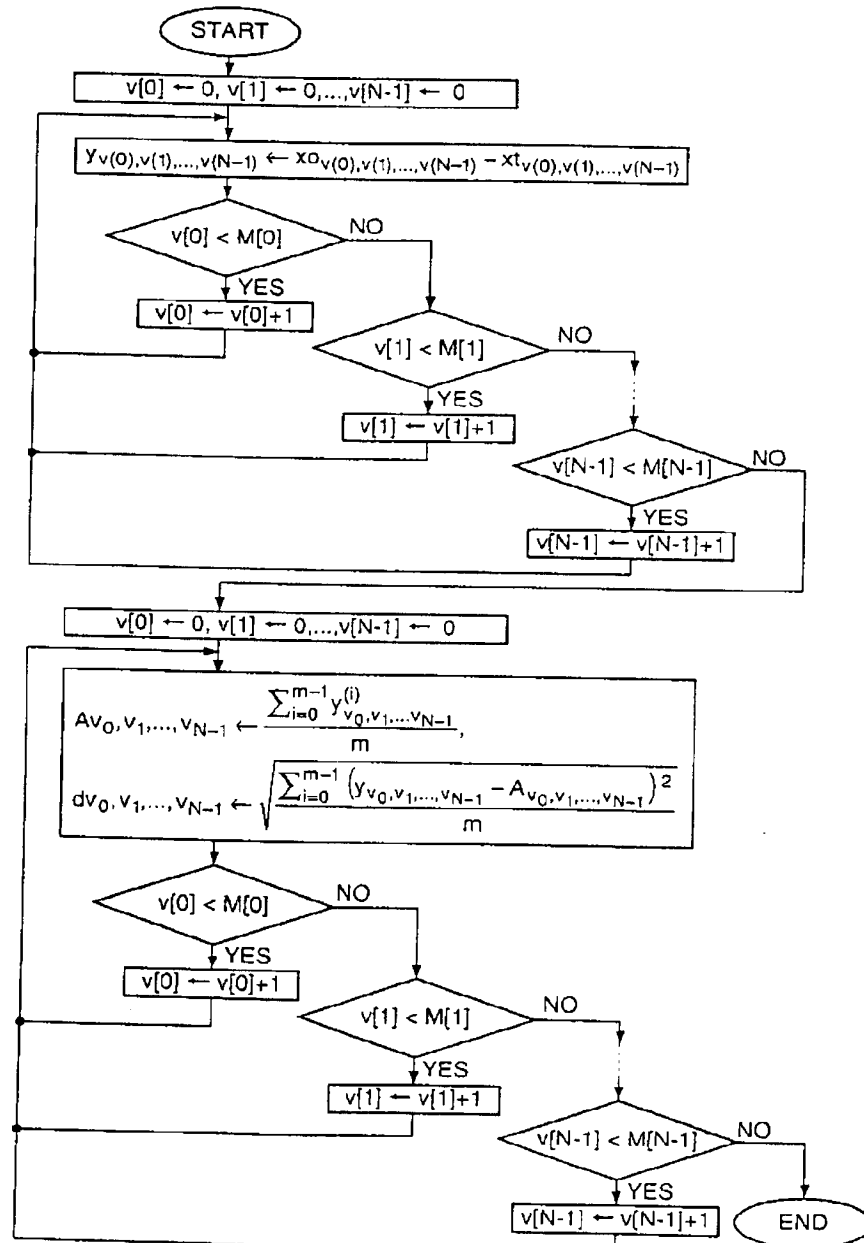 START
v[0] ← 0, v[1] ← 0,...,v[N-1] ← 0
y_{v(0),v(1),...,v(N−1)} ← xo_{v(0),v(1),...,v(N−1)} − xt_{v(0),v(1),...,v(N−1)}
v[0] < M[0]
NO
YES
v[0] ← v[0]+1
v[1] < M[1]
NO
YES
v[1] ← v[1]+1
v[N-1] < M[N-1]
NO
YES
v[N-1] ← v[N-1]+1
v[0] ← 0, v[1] ← 0,...,v[N-1] ← 0
Av_0,v_1,...,v_{N−1} ← \frac{∑_{i=0}^{m−1} y^{(i)}_{v_0,v_1,...v_{N−1}}}{m},
dv_0,v_1,...,v_{N−1} ← \sqrt{\frac{∑_{i=0}^{m−1} (y_{v_0,v_1,...,v_{N−1}} − A_{v_0,v_1,...,v_{N−1}})^2}{m}}
v[0] < M[0]
NO
YES
v[0] ← v[0]+1
v[1] < M[1]
NO
YES
v[1] ← v[1]+1
v[N-1] < M[N-1]
NO
YES
v[N-1] ← v[N-1]+1
END